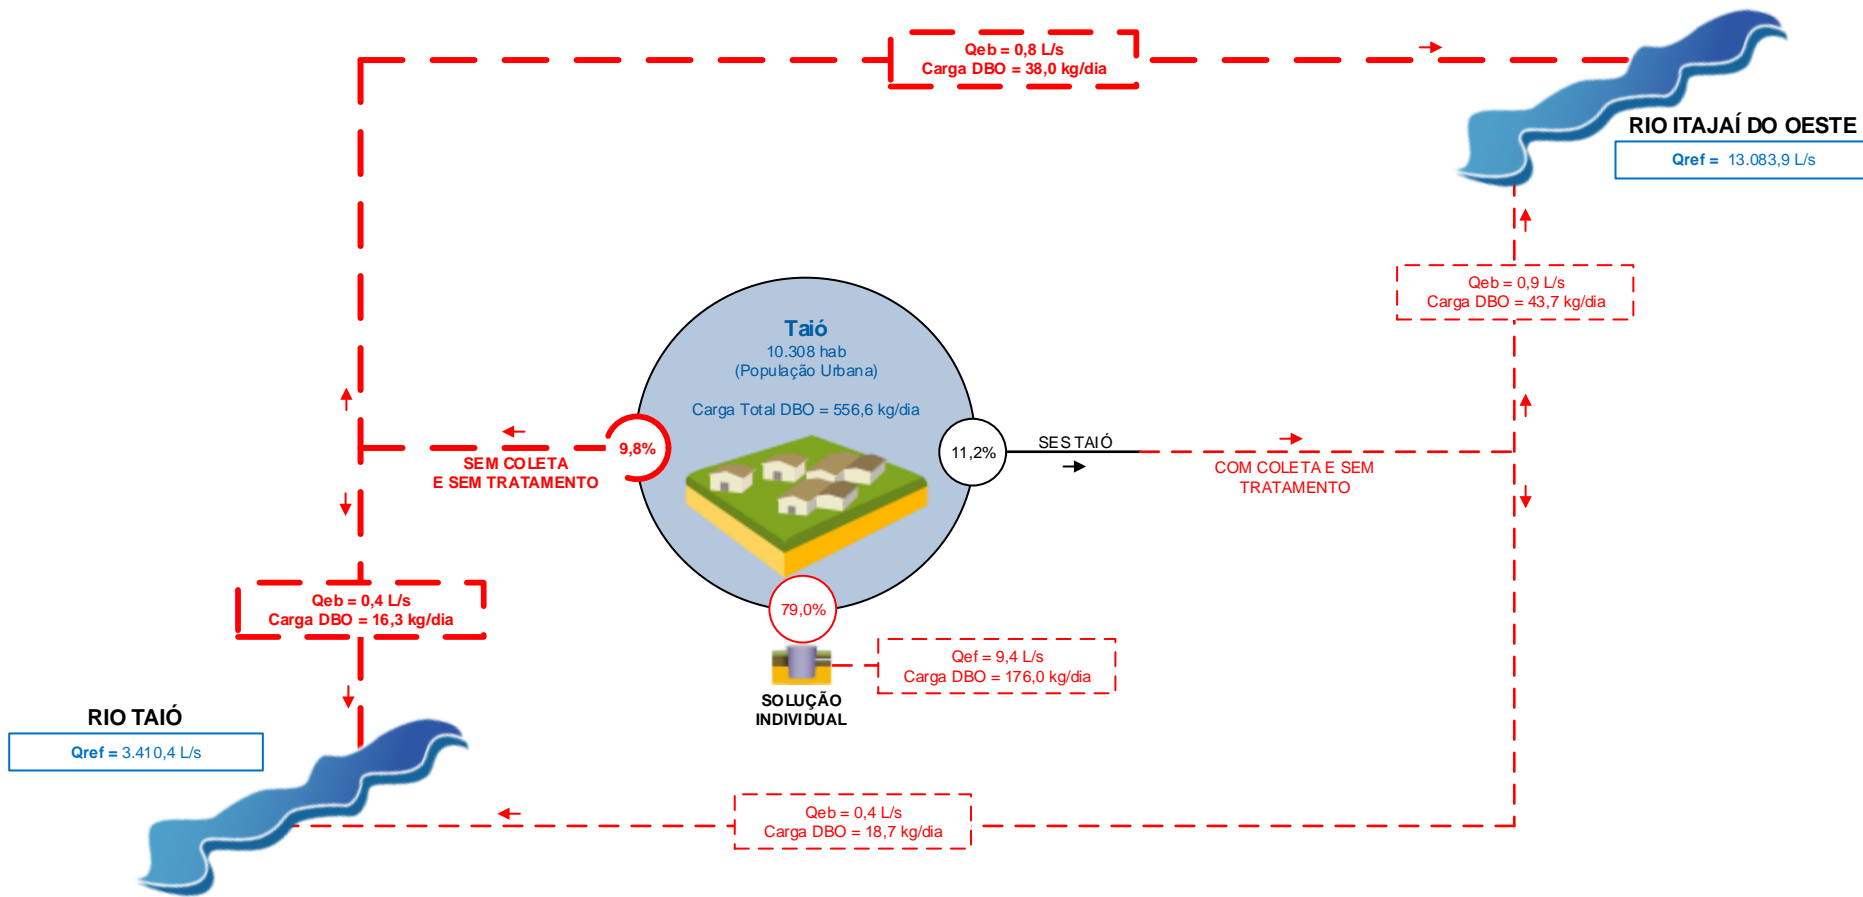 Qeb = 0,8 L/s
Carga DBO = 38,0 kg/dia
RIO ITAJAÍ DO OESTE
Qref = 13.083,9 L/s
Qeb = 0,9 L/s
Carga DBO = 43,7 kg/dia
Taió
10.308 hab
(População Urbana)
Carga Total DBO = 556,6 kg/dia
9,8%
SEM COLETA
E SEM TRATAMENTO
11,2%
SES TAIÓ
COM COLETA E SEM
TRATAMENTO
Qeb = 0,4 L/s
Carga DBO = 16,3 kg/dia
79,0%
Qef = 9,4 L/s
Carga DBO = 176,0 kg/dia
SOLUÇÃO
INDIVIDUAL
RIO TAIÓ
Qref = 3.410,4 L/s
Qeb = 0,4 L/s
Carga DBO = 18,7 kg/dia